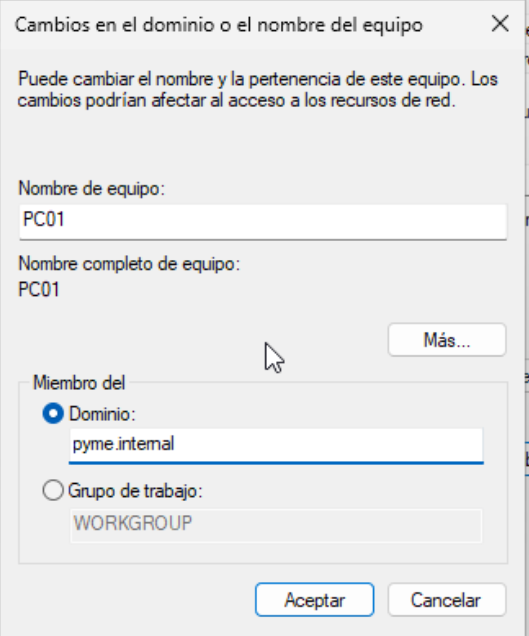 Cambios en el dominio o el nombre del equipo
Puede cambiar el nombre y la pertenencia de este equipo. Los
cambios podrían afectar al acceso a los recursos de red.
Nombre de equipo:
PC01
Nombre completo de equipo:
PC01
Más...
Miembro del
Dominio:
pyme.internal
Grupo de trabajo:
WORKGROUP
Aceptar
Cancelar